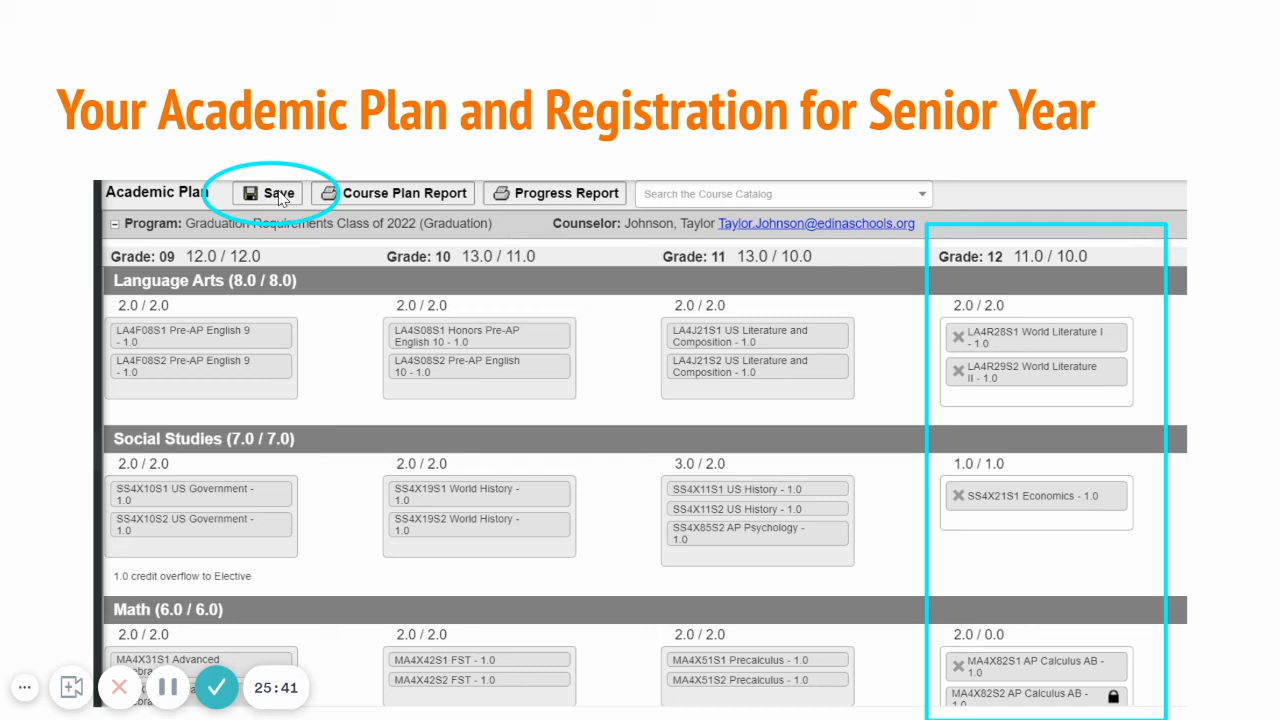 Your Academic Plan and Registration for Senior Year
Academic Plan Save Course Plan Report Progress Report Search the Course Catalog
Program: Graduation Requirements Class of 2022 (Graduation) Counselor: Johnson, Taylor Taylor.Johnson@edinaschools.org
Grade: 09 12.0 / 12.0 Grade: 10 13.0 / 11.0 Grade: 11 13.0 / 10.0 Grade: 12 11.0 / 10.0
Language Arts (8.0 / 8.0)
2.0 / 2.0 2.0 / 2.0 2.0 / 2.0 2.0 / 2.0
LA4F08S1 Pre-AP English 9
- 1.0
LA4F08S2 Pre-AP English 9
- 1.0
LA4S08S1 Honors Pre-AP
English 10 - 1.0
LA4S08S2 Pre-AP English
10 - 1.0
LA4J21S1 US Literature and
Composition - 1.0
LA4J21S2 US Literature and
Composition - 1.0
LA4R28S1 World Literature I
- 1.0
LA4R29S2 World Literature
II - 1.0
Social Studies (7.0 / 7.0)
2.0 / 2.0 2.0 / 2.0 3.0 / 2.0 1.0 / 1.0
SS4X10S1 US Government -
1.0
SS4X10S2 US Government -
1.0
SS4X19S1 World History -
1.0
SS4X19S2 World History -
1.0
SS4X11S1 US History - 1.0
SS4X11S2 US History - 1.0
SS4X85S2 AP Psychology -
1.0
SS4X21S1 Economics - 1.0
1.0 credit overflow to Elective
Math (6.0 / 6.0)
2.0 / 2.0 2.0 / 2.0 2.0 / 2.0 2.0 / 0.0
MA4X31S1 Advanced
MA4X42S1 FST - 1.0
MA4X42S2 FST - 1.0
MA4X51S1 Precalculus - 1.0
MA4X51S2 Precalculus - 1.0
MA4X82S1 AP Calculus AB -
1.0
MA4X82S2 AP Calculus AB -
1.0
25:41